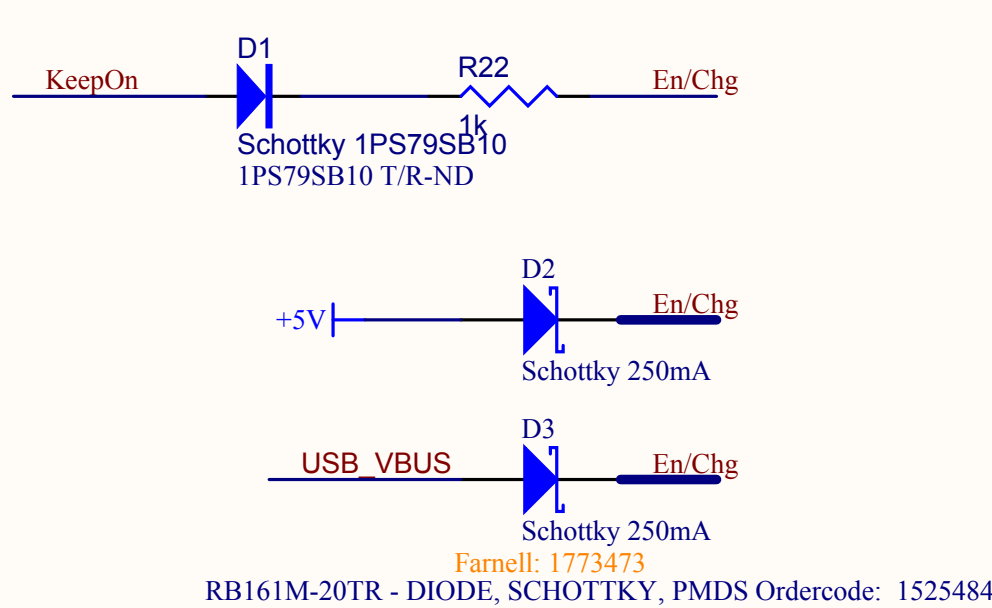 D1
KeepOn
R22
En/Chg
1k
Schottky 1PS79SB10
1PS79SB10 T/R-ND
D2
+5V
En/Chg
Schottky 250mA
D3
USB_VBUS
En/Chg
Schottky 250mA
Farnell: 1773473
RB161M-20TR - DIODE, SCHOTTKY, PMDS Ordercode: 1525484